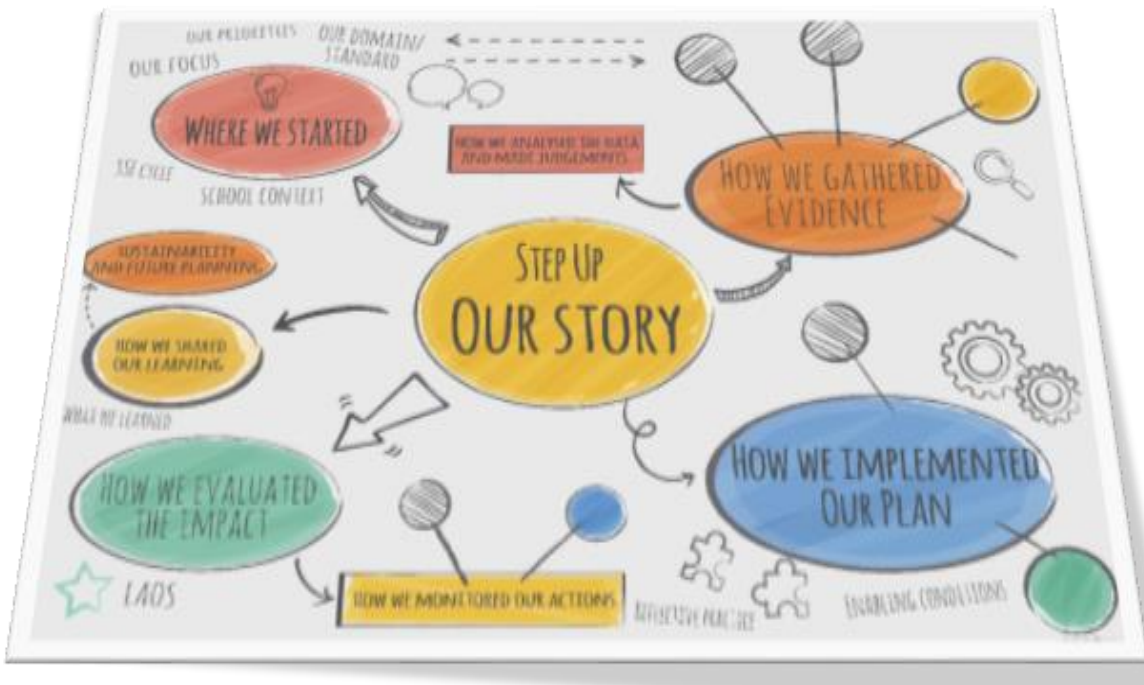 OUR PRIORITIES
OUR DOMAIN/
STANDARD
OUR FOCUS
WHERE WE STARTED
SSE CYCLE
SCHOOL CONTEXT
HOW WE ANALYSED THE DATA
AND MADE JUDGEMENTS
HOW WE GATHERED
EVIDENCE
SUSTAINABILITY
AND FUTURE PLANNING
STEP UP
OUR STORY
HOW WE SHARED
OUR LEARNING
WHAT WE LEARNED
HOW WE EVALUATED
THE IMPACT
HOW WE IMPLEMENTED
OUR PLAN
LAOS
HOW WE MONITORED OUR ACTIONS
REFLECTIVE PRACTICE
ENABLING CONDITIONS